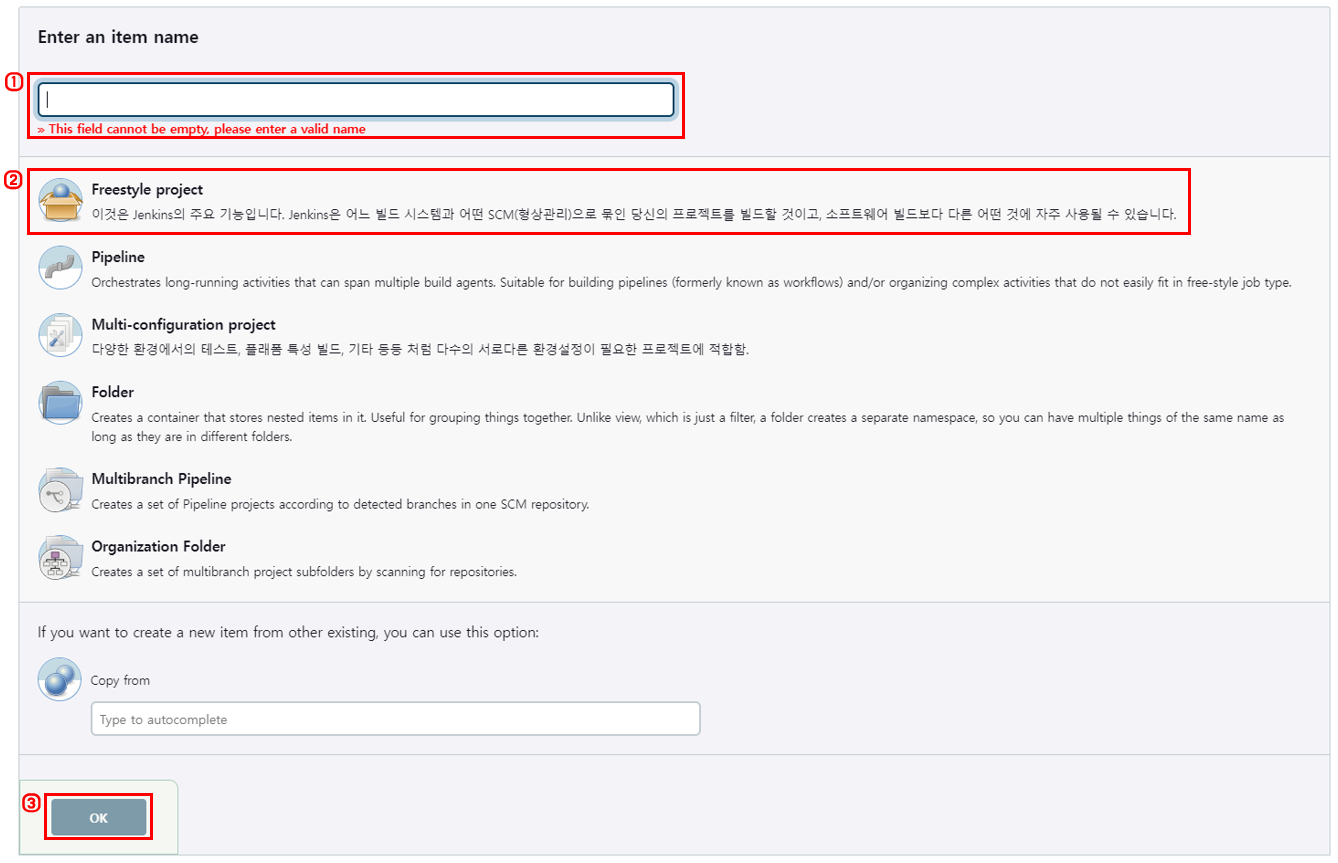 Enter an item name
①
» This field cannot be empty, please enter a valid name
②
Freestyle project
이것은 Jenkins의 주요 기능입니다. Jenkins은 어느 빌드 시스템과 어떤 SCM(형상관리)으로 묶인 당신의 프로젝트를 빌드할 것이고, 소프트웨어 빌드보다 다른 어떤 것에 자주 사용될 수 있습니다.
Pipeline
Orchestrates long-running activities that can span multiple build agents. Suitable for building pipelines (formerly known as workflows) and/or organizing complex activities that do not easily fit in free-style job type.
Multi-configuration project
다양한 환경에서의 테스트, 플래폼 특성 빌드, 기타 등등 처럼 다수의 서로다른 환경설정이 필요한 프로젝트에 적합함.
Folder
Creates a container that stores nested items in it. Useful for grouping things together. Unlike view, which is just a filter, a folder creates a separate namespace, so you can have multiple things of the same name as
long as they are in different folders.
Multibranch Pipeline
Creates a set of Pipeline projects according to detected branches in one SCM repository.
Organization Folder
Creates a set of multibranch project subfolders by scanning for repositories.
If you want to create a new item from other existing, you can use this option:
Copy from
Type to autocomplete
③
OK